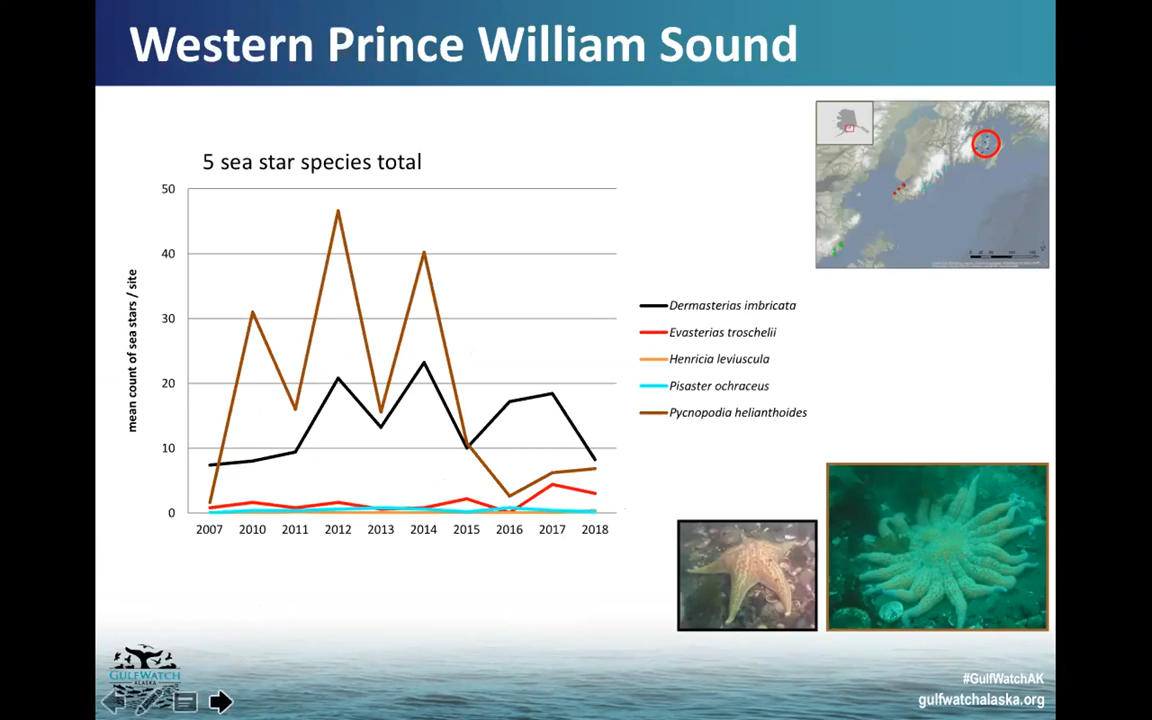 Western Prince William Sound
5 sea star species total
50
40
30
20
10
0
mean count of sea stars / site
2007 2010 2011 2012 2013 2014 2015 2016 2017 2018
Dermasterias imbricata
Evasterias troschelii
Henricia leviuscula
Pisaster ochraceus
Pycnopodia helianthoides
GULFWATCH
ALASKA
#GulfWatchAK
gulfwatchalaska.org